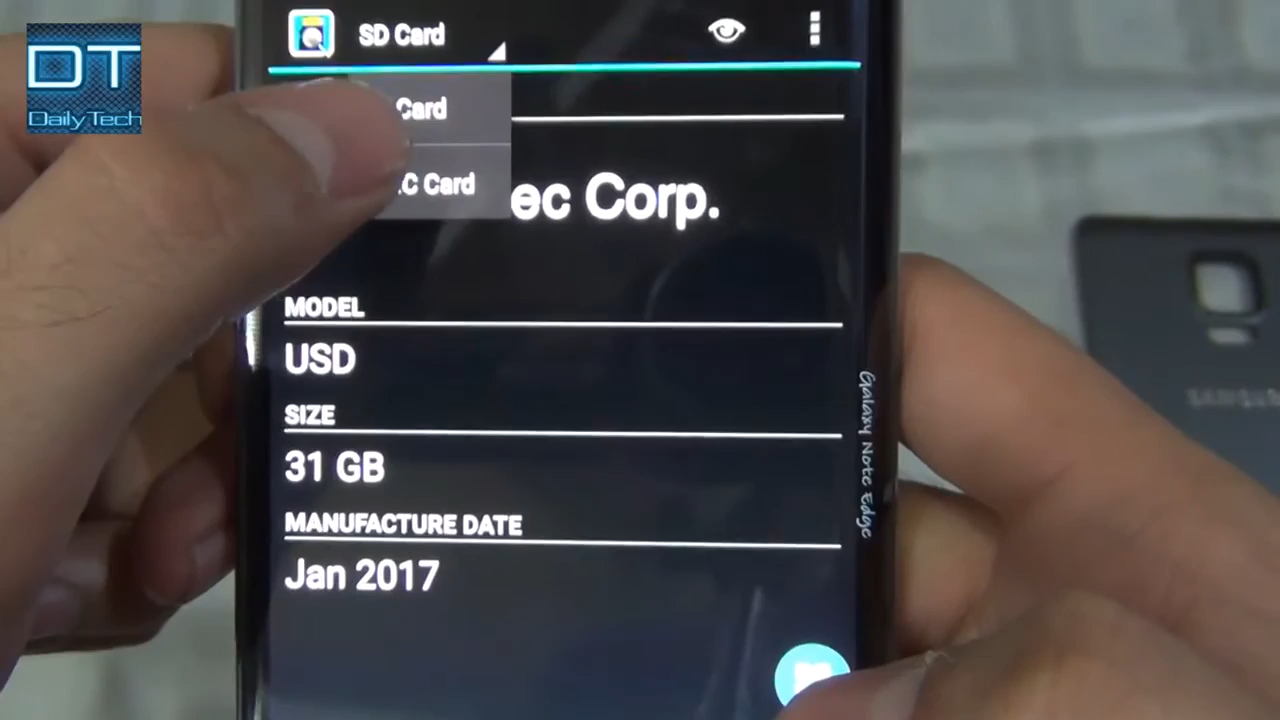 DT
DailyTech
SD Card
Card
Card
Corp.
MODEL
USD
SIZE
31 GB
MANUFACTURE DATE
Jan 2017
Galaxy Note Edge
SAMSUNG